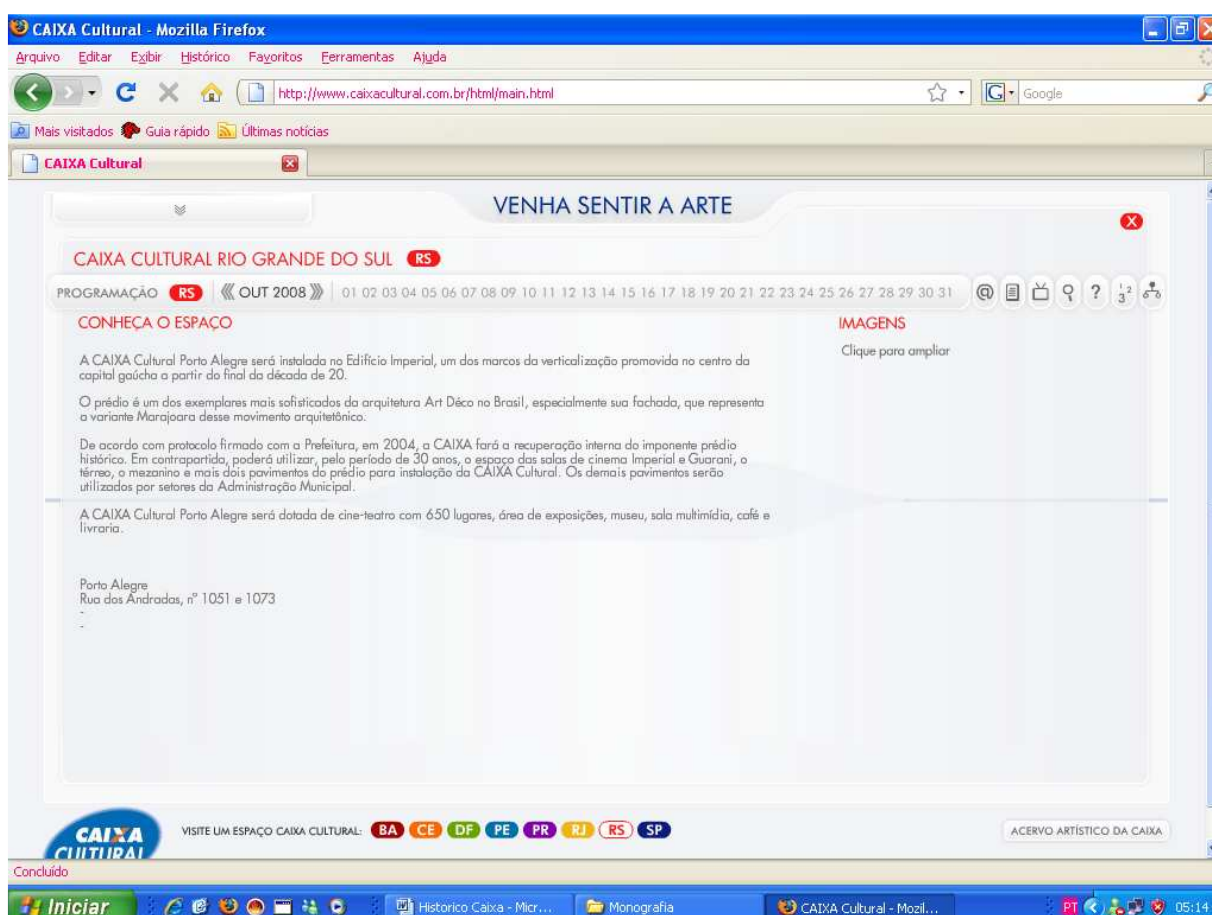 CAIXA Cultural - Mozilla Firefox
Arquivo Editar Exibir Histórico Favoritos Ferramentas Ajuda
http://www.caixacultural.com.br/html/main.html
G Google
Mais visitados Guia rápido Últimas notícias
CAIXA Cultural
VENHA SENTIR A ARTE
X
CAIXA CULTURAL RIO GRANDE DO SUL RS
PROGRAMAÇÃO RS OUT 2008 01 02 03 04 05 06 07 08 09 10 11 12 13 14 15 16 17 18 19 20 21 22 23 24 25 26 27 28 29 30 31 @ ? 1 2 3
CONHEÇA O ESPAÇO
IMAGENS
Clique para ampliar
A CAIXA Cultural Porto Alegre será instalada no Edifício Imperial, um dos marcos da verticalização promovida no centro da
capital gaúcha a partir do final da década de 20.
O prédio é um dos exemplares mais sofisticados da arquitetura Art Déco no Brasil, especialmente sua fachada, que representa
a variante Marajoara desse movimento arquitetônico.
De acordo com protocolo firmado com a Prefeitura, em 2004, a CAIXA fará a recuperação interna do imponente prédio
histórico. Em contrapartida, poderá utilizar, pelo período de 30 anos, o espaço das salas de cinema Imperial e Guarani, o
térreo, o mezanino e mais dois pavimentos do prédio para instalação da CAIXA Cultural. Os demais pavimentos serão
utilizados por setores da Administração Municipal.
A CAIXA Cultural Porto Alegre será dotada de cine-teatro com 650 lugares, área de exposições, museu, sala multimídia, café e
livraria.
Porto Alegre
Rua dos Andradas, nº 1051 e 1073
-
-
CAIXA
CULTURAL
VISITE UM ESPAÇO CAIXA CULTURAL: BA CE DF PE PR RJ RS SP
ACERVO ARTÍSTICO DA CAIXA
Concluído
Iniciar Historico Caixa - Micr... Monografia CAIXA Cultural - Mozil... PT 05:14